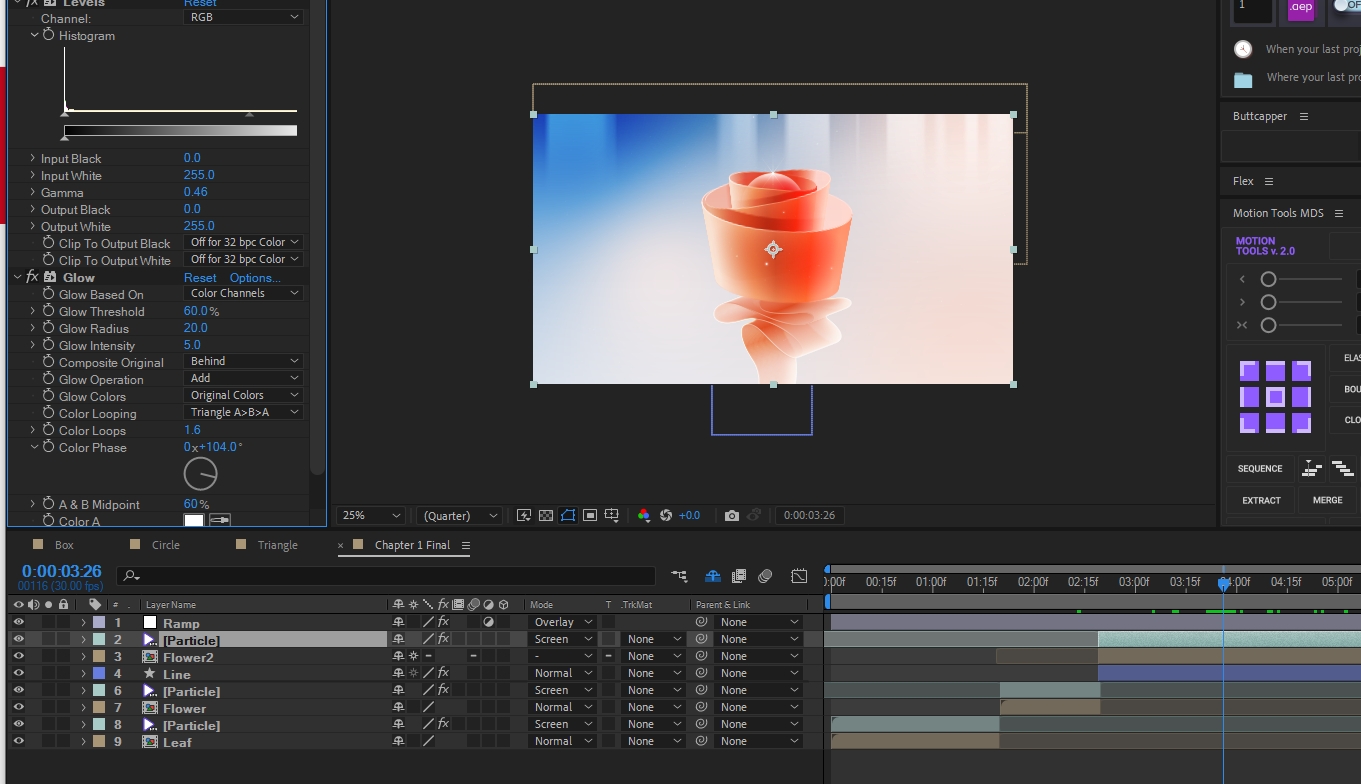 fx Levels Reset
Channel: RGB
Histogram
Input Black 0.0
Input White 255.0
Gamma 0.46
Output Black 0.0
Output White 255.0
Clip To Output Black Off for 32 bpc Color
Clip To Output White Off for 32 bpc Color
fx Glow Reset Options...
Glow Based On Color Channels
Glow Threshold 60.0%
Glow Radius 20.0
Glow Intensity 5.0
Composite Original Behind
Glow Operation Add
Glow Colors Original Colors
Color Looping Triangle A>B>A
Color Loops 1.6
Color Phase 0x+104.0°
A & B Midpoint 60%
Color A
25% (Quarter) +0.0 0:00:03:26
1 .aep OF
When your last proj
Where your last pro
Buttcapper
Flex
Motion Tools MDS
MOTION
TOOLS v. 2.0
ELAS
BOU
CLO
SEQUENCE
EXTRACT MERGE
Box Circle Triangle × Chapter 1 Final
0:00:03:26
00116 (30.00 fps)
:00f 00:15f 01:00f 01:15f 02:00f 02:15f 03:00f 03:15f 04:00f 04:15f 05:00f
# Layer Name fx Mode T .TrkMat Parent & Link
1 Ramp fx Overlay None
2 [Particle] fx Screen None None
3 Flower2 - None None
4 Line fx Normal None None
6 [Particle] fx Screen None None
7 Flower Normal None None
8 [Particle] fx Screen None None
9 Leaf Normal None None